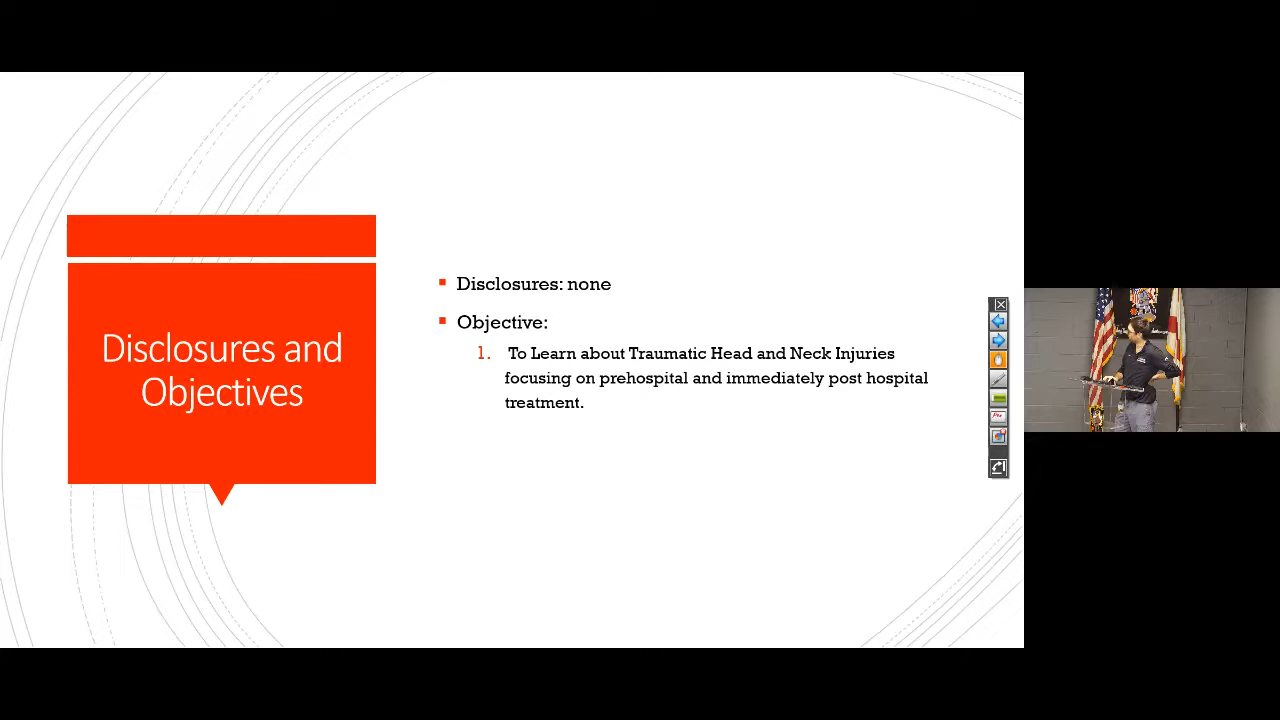 Disclosures and
Objectives
Disclosures: none
Objective:
1. To Learn about Traumatic Head and Neck Injuries
focusing on prehospital and immediately post hospital
treatment.